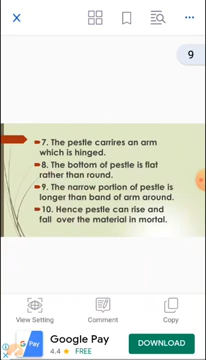 9
7. The pestle carrires an arm
which is hinged.
8. The bottom of pestle is flat
rather than round.
9. The narrow portion of pestle is
longer than band of arm around.
10. Hence pestle can rise and
fall over the material in mortal.
View Setting
Comment
Copy
Google Pay
4.4 ★ FREE
DOWNLOAD
G Pay